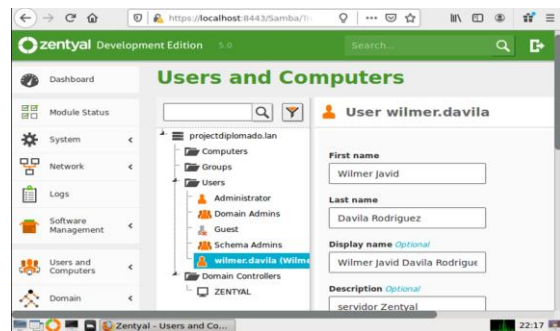 https://localhost:8443/Samba/Tr
zentyal Development Edition 5.0
Search...
Dashboard
Module Status
System
Network
Logs
Software
Management
Users and
Computers
Domain
Users and Computers
projectdiplomado.lan
Computers
Groups
Users
Administrator
Domain Admins
Guest
Schema Admins
wilmer.davila (Wilme
Domain Controllers
ZENTYAL
User wilmer.davila
First name
Wilmer Javid
Last name
Davila Rodriguez
Display name Optional
Wilmer Javid Davila Rodrigue
Description Optional
servidor Zentyal
Zentyal - Users and Co...
22:17